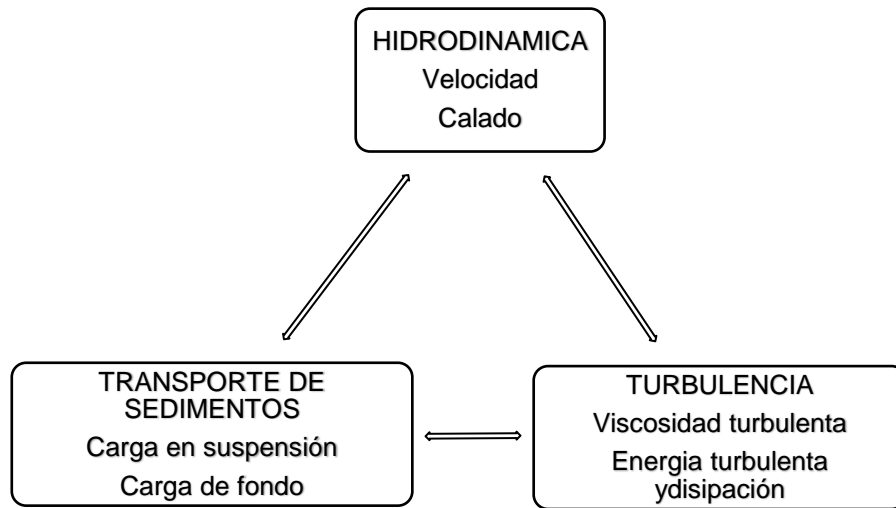 HIDRODINAMICA
Velocidad
Calado
TRANSPORTE DE
SEDIMENTOS
Carga en suspensión
Carga de fondo
TURBULENCIA
Viscosidad turbulenta
Energia turbulenta
ydisipación